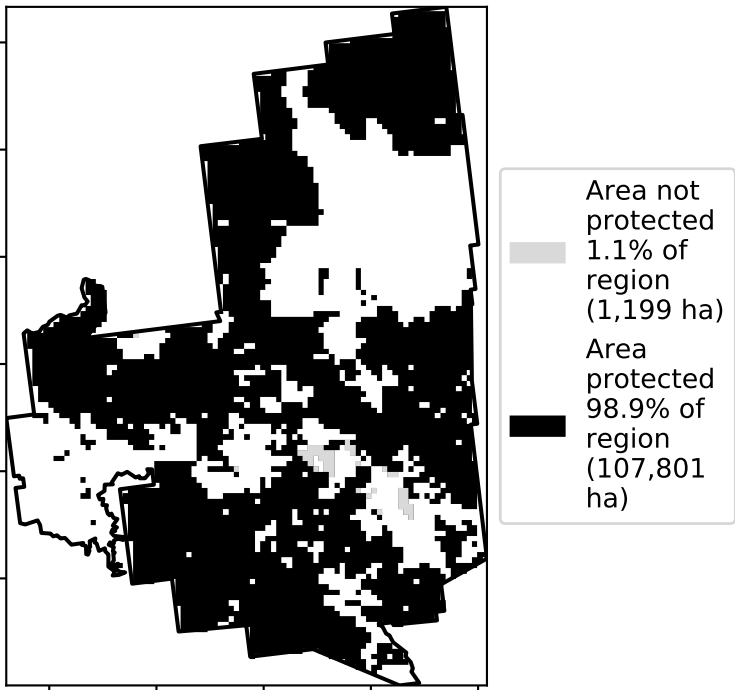 Area not
protected
1.1% of
region
(1,199 ha)
Area
protected
98.9% of
region
(107,801
ha)